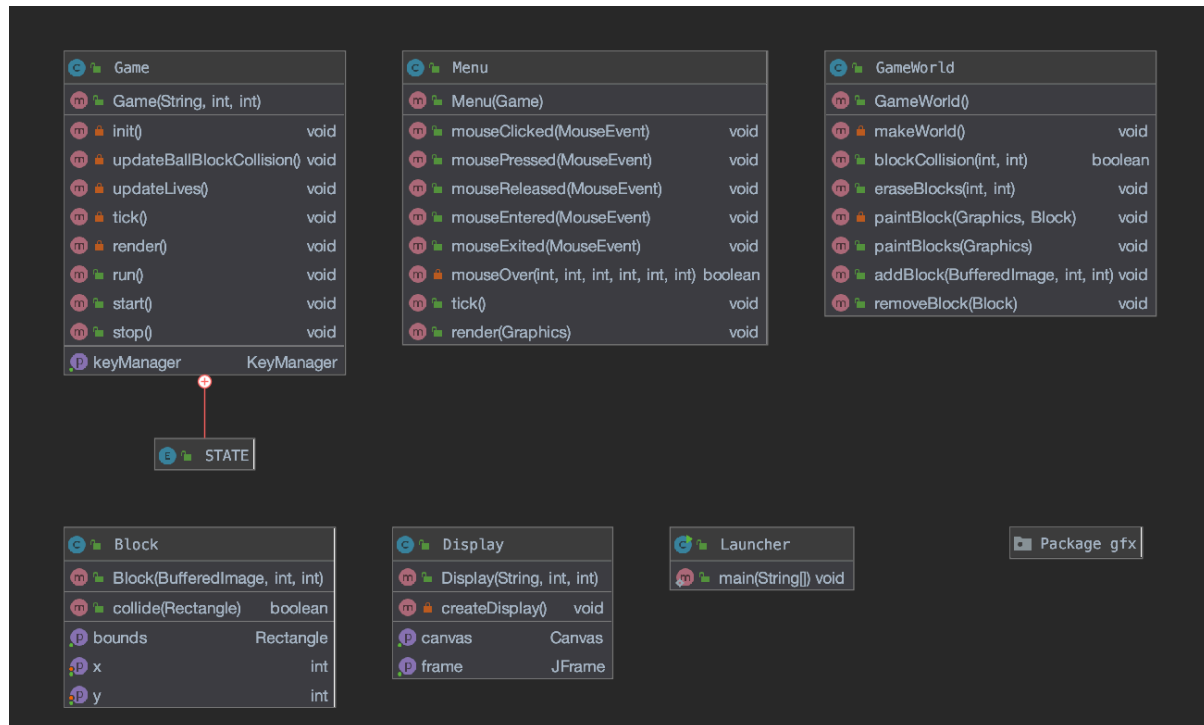 Game
Game(String, int, int)
init() void
updateBallBlockCollision() void
updateLives() void
tick() void
render() void
run() void
start() void
stop() void
keyManager KeyManager
STATE
Menu
Menu(Game)
mouseClicked(MouseEvent) void
mousePressed(MouseEvent) void
mouseReleased(MouseEvent) void
mouseEntered(MouseEvent) void
mouseExited(MouseEvent) void
mouseOver(int, int, int, int, int, int) boolean
tick() void
render(Graphics) void
GameWorld
GameWorld()
makeWorld() void
blockCollision(int, int) boolean
eraseBlocks(int, int) void
paintBlock(Graphics, Block) void
paintBlocks(Graphics) void
addBlock(BufferedImage, int, int) void
removeBlock(Block) void
Block
Block(BufferedImage, int, int)
collide(Rectangle) boolean
bounds Rectangle
x int
y int
Display
Display(String, int, int)
createDisplay() void
canvas Canvas
frame JFrame
Launcher
main(String[]) void
Package gfx